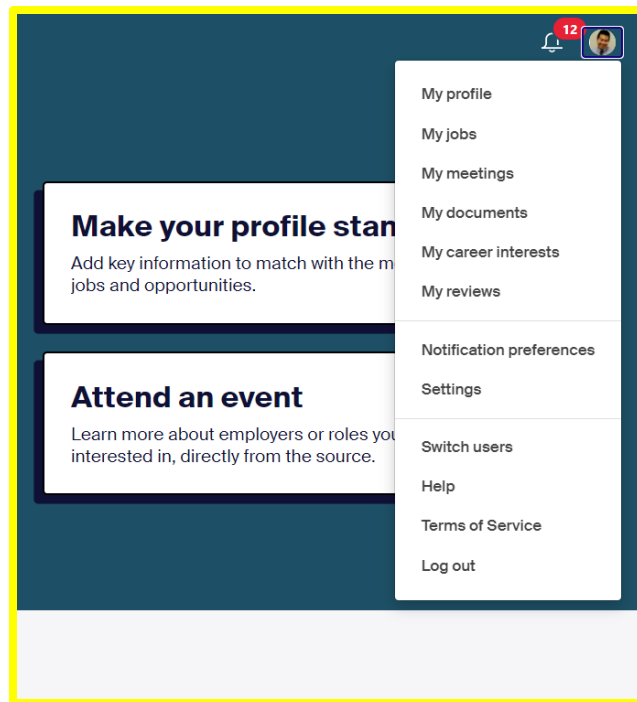 12
My profile
My jobs
My meetings
My documents
My career interests
My reviews
Notification preferences
Settings
Switch users
Help
Terms of Service
Log out
Make your profile stan
Add key information to match with the m
jobs and opportunities.
Attend an event
Learn more about employers or roles you
interested in, directly from the source.